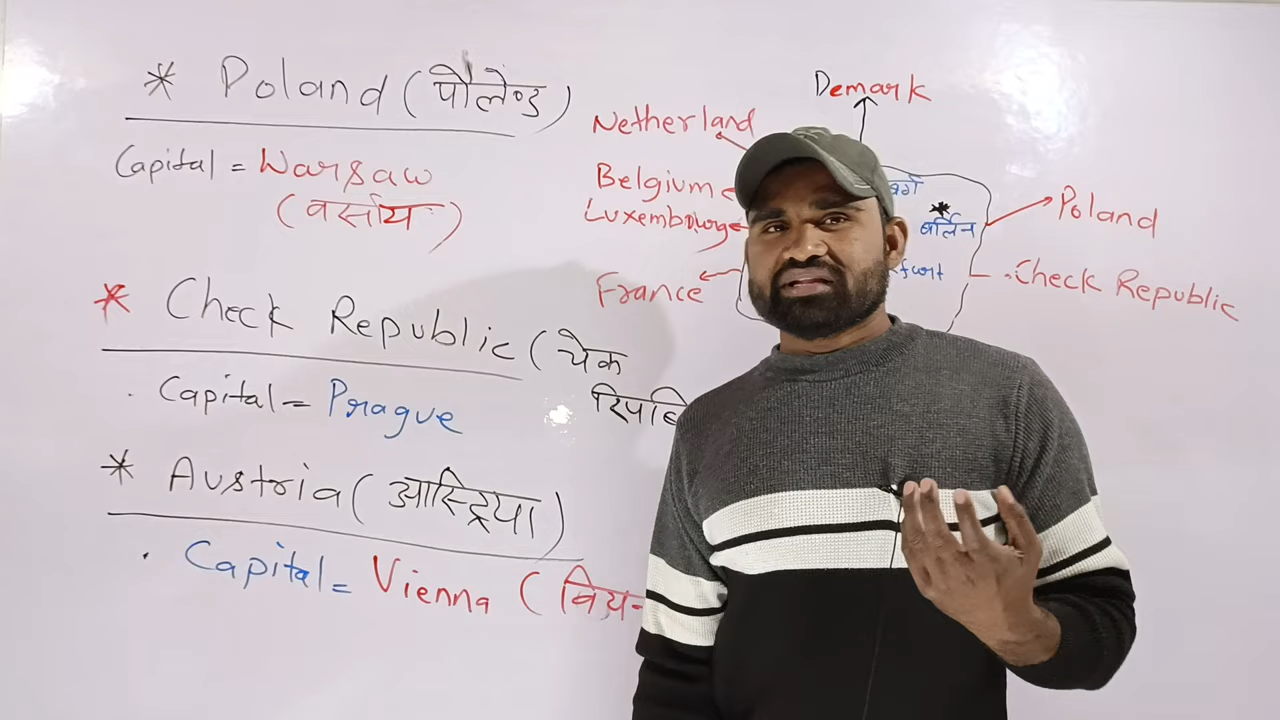 * Poland (पौलेण्ड)
Capital = Warsaw
(वर्साय)
* Check Republic (चेक
रिपब्लि
. Capital = Prague
* Austria (आस्ट्रिया)
. Capital = Vienna (वियन
Demark
Netherland
Belgium
Luxembourge
France
बर्लिन
Poland
Check Republic